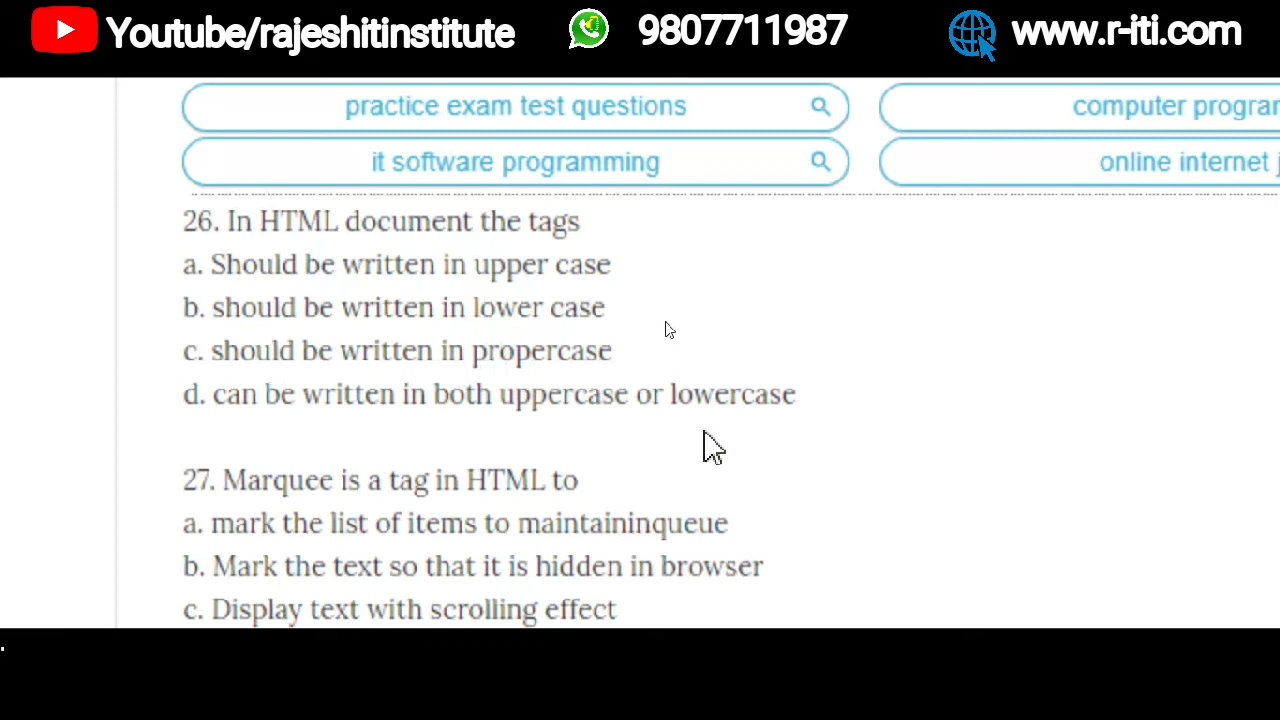 Youtube/rajeshitinstitute 9807711987 www.r-iti.com
practice exam test questions computer progra
it software programming online internet j
26. In HTML document the tags
a. Should be written in upper case
b. should be written in lower case
c. should be written in propercase
d. can be written in both uppercase or lowercase
27. Marquee is a tag in HTML to
a. mark the list of items to maintaininqueue
b. Mark the text so that it is hidden in browser
c. Display text with scrolling effect